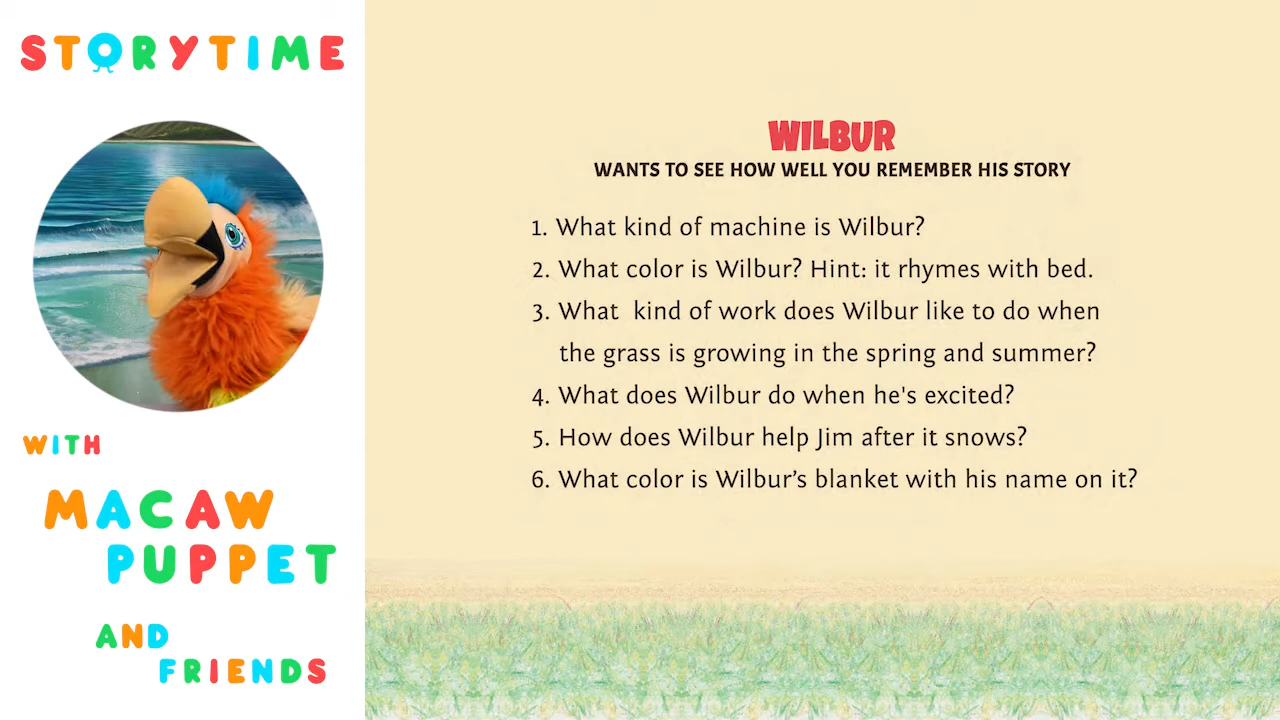 STORYTIME
WITH
MACAW
PUPPET
AND
FRIENDS
WILBUR
WANTS TO SEE HOW WELL YOU REMEMBER HIS STORY
1. What kind of machine is Wilbur?
2. What color is Wilbur? Hint: it rhymes with bed.
3. What  kind of work does Wilbur like to do when
the grass is growing in the spring and summer?
4. What does Wilbur do when he's excited?
5. How does Wilbur help Jim after it snows?
6. What color is Wilbur’s blanket with his name on it?